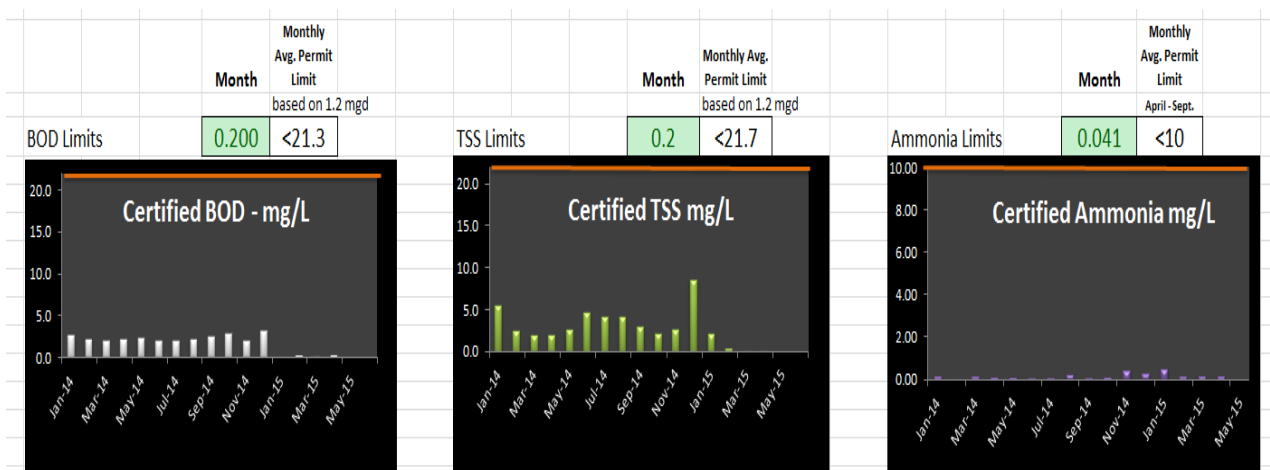 Monthly
Avg. Permit
Month Limit
based on 1.2 mgd
BOD Limits 0.200 <21.3
Certified BOD - mg/L
20.0
15.0
10.0
5.0
0.0
Jan-14 Mar-14 May-14 Jul-14 Sep-14 Nov-14 Jan-15 Mar-15 May-15
Monthly Avg.
Month Permit Limit
based on 1.2 mgd
TSS Limits 0.2 <21.7
Certified TSS mg/L
20.0
15.0
10.0
5.0
0.0
Jan-14 Mar-14 May-14 Jul-14 Sep-14 Nov-14 Jan-15 Mar-15 May-15
Monthly
Avg. Permit
Month Limit
April - Sept.
Ammonia Limits 0.041 <10
Certified Ammonia mg/L
10.00
8.00
6.00
4.00
2.00
0.00
Jan-14 Mar-14 May-14 Jul-14 Sep-14 Nov-14 Jan-15 Mar-15 May-15